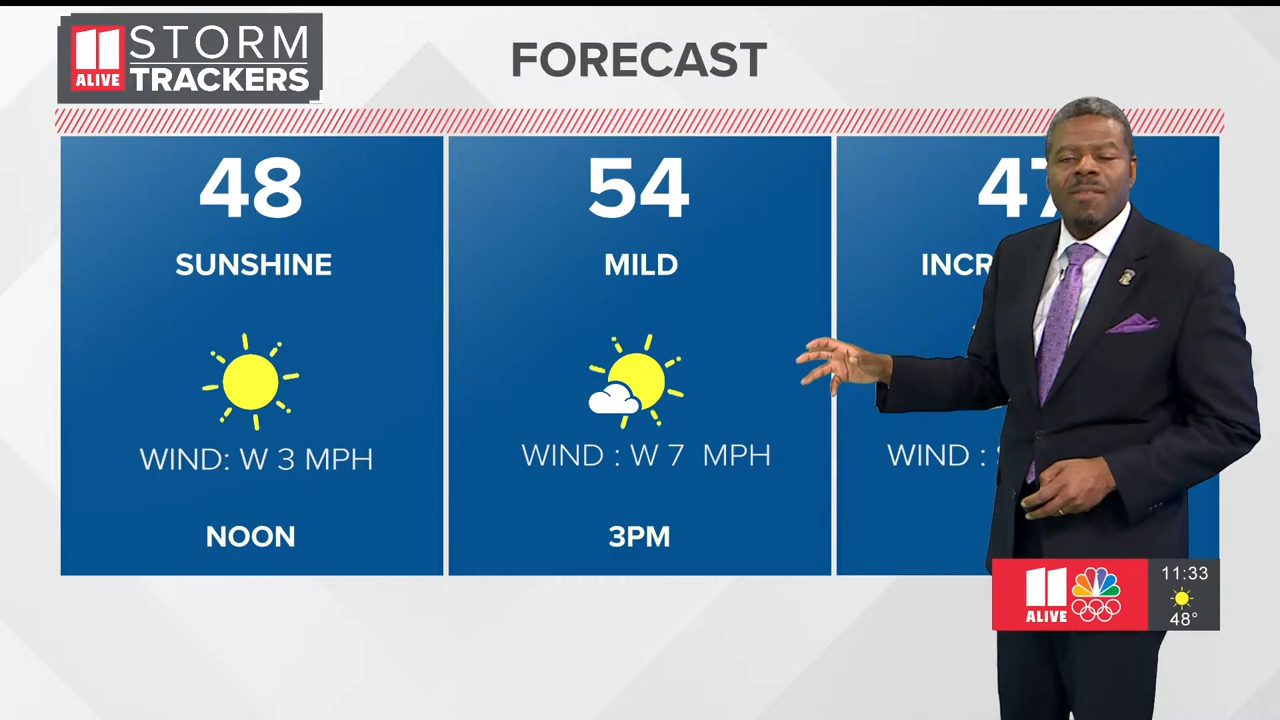 11 ALIVE
STORM
TRACKERS
FORECAST
48
SUNSHINE
WIND: W 3 MPH
NOON
54
MILD
WIND : W 7 MPH
3PM
47
WIND :
11 ALIVE
11:33
48°